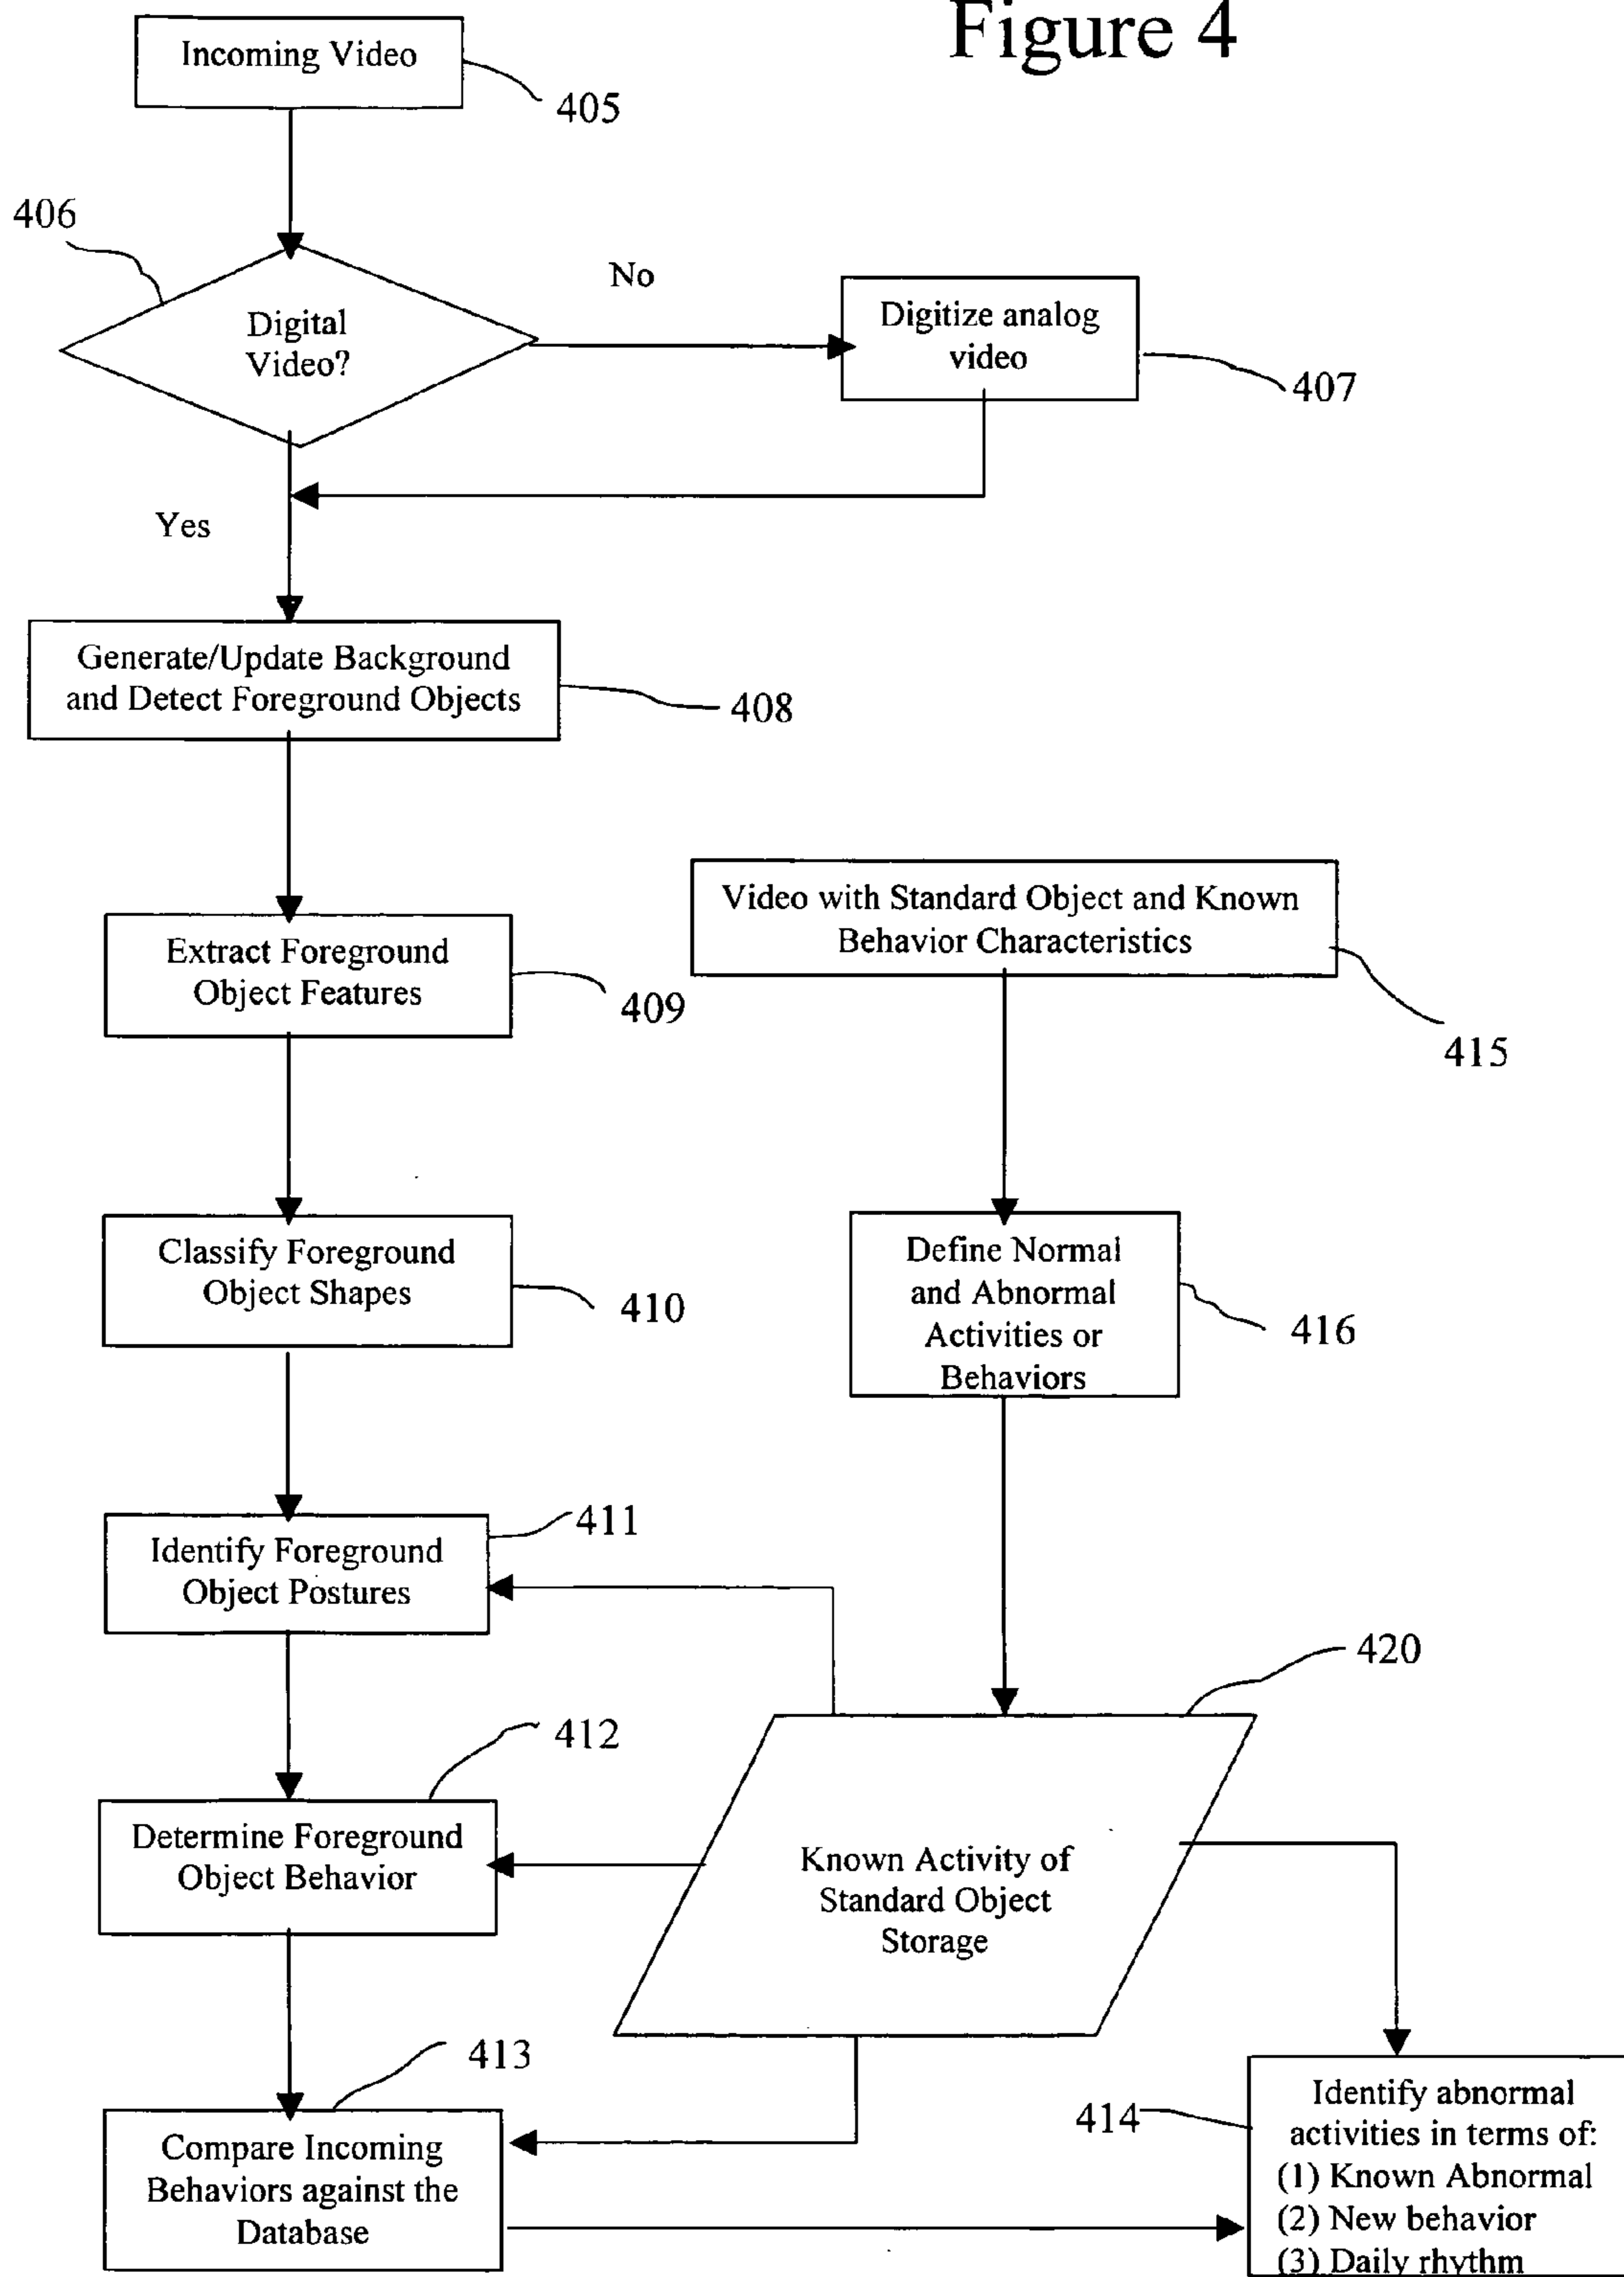 Figure 4
Incoming Video
405
406
Digital
Video?
No
Digitize analog
video
407
Yes
Generate/Update Background
and Detect Foreground Objects
408
Extract Foreground
Object Features
409
Video with Standard Object and Known
Behavior Characteristics
415
Classify Foreground
Object Shapes
410
Define Normal
and Abnormal
Activities or
Behaviors
416
Identify Foreground
Object Postures
411
420
412
Determine Foreground
Object Behavior
Known Activity of
Standard Object
Storage
413
Compare Incoming
Behaviors against the
Database
414
Identify abnormal
activities in terms of:
(1) Known Abnormal
(2) New behavior
(3) Daily rhythm